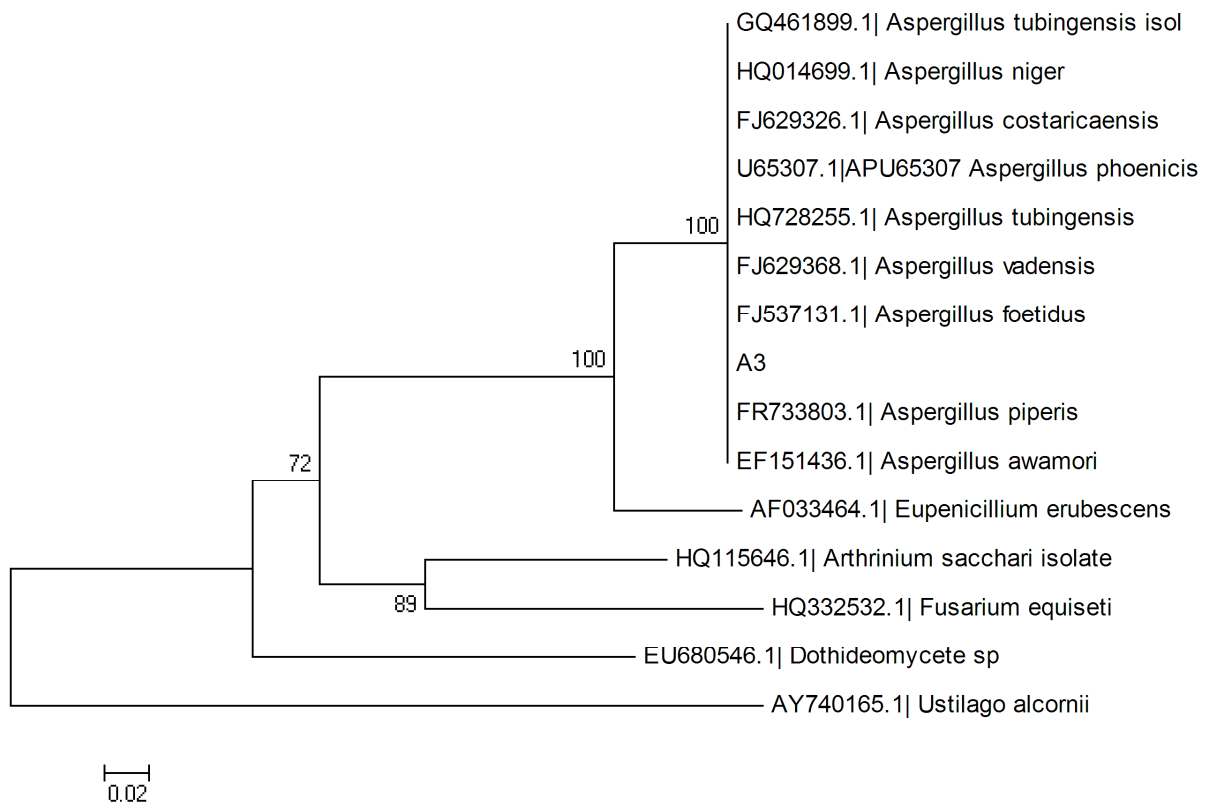 GQ461899.1| Aspergillus tubingensis isol
HQ014699.1| Aspergillus niger
FJ629326.1| Aspergillus costaricaensis
U65307.1|APU65307 Aspergillus phoenicis
HQ728255.1| Aspergillus tubingensis
100
FJ629368.1| Aspergillus vadensis
FJ537131.1| Aspergillus foetidus
100
A3
FR733803.1| Aspergillus piperis
72
EF151436.1| Aspergillus awamori
AF033464.1| Eupenicillium erubescens
HQ115646.1| Arthrinium sacchari isolate
89
HQ332532.1| Fusarium equiseti
EU680546.1| Dothideomycete sp
AY740165.1| Ustilago alcornii
0.02